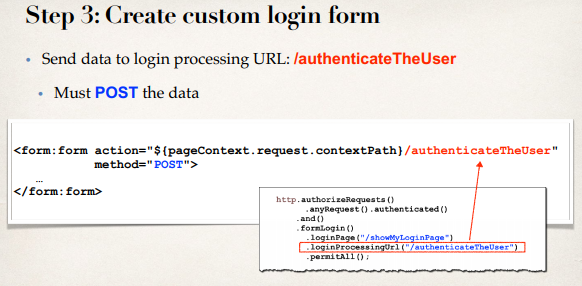 Step 3: Create custom login form
• Send data to login processing URL: /authenticateTheUser
• Must POST the data
<form:form action="${pageContext.request.contextPath}/authenticateTheUser"
method="POST">
…
</form:form>
http.authorizeRequests()
.anyRequest().authenticated()
.and()
.formLogin()
.loginPage("/showMyLoginPage")
.loginProcessingUrl("/authenticateTheUser")
.permitAll();